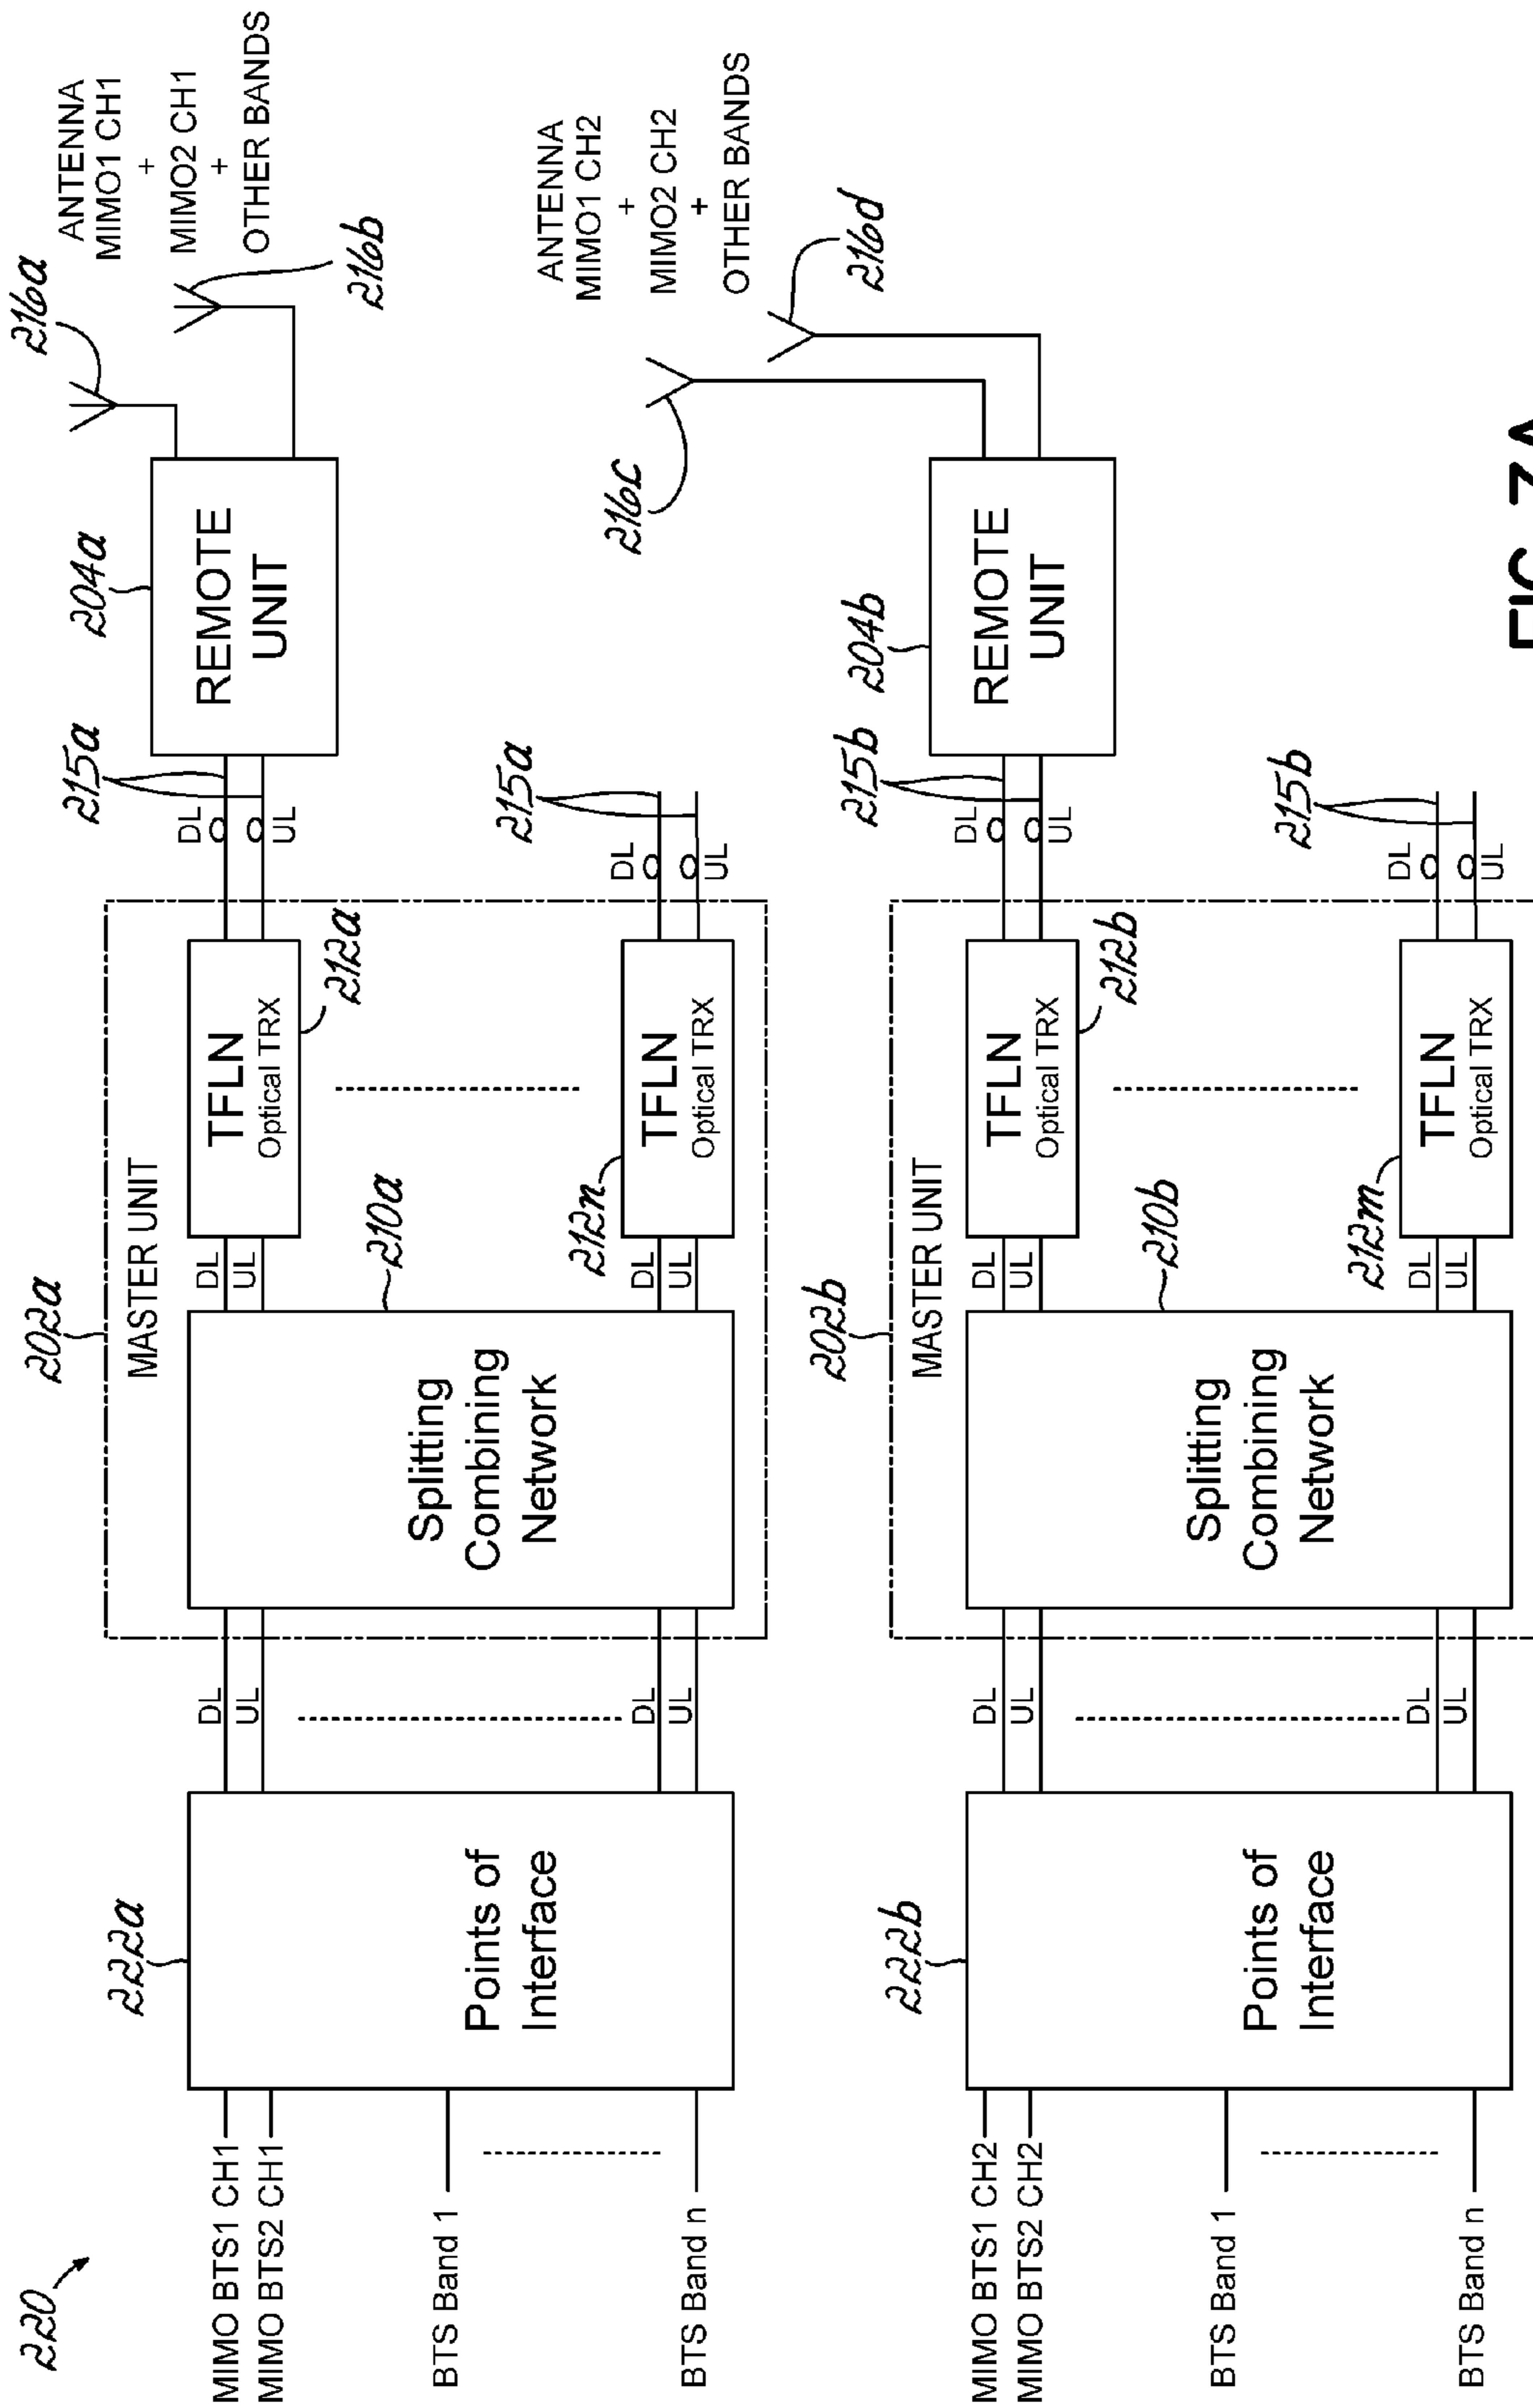 220
MIMO BTS1 CH1
MIMO BTS2 CH1
BTS Band 1
BTS Band n
222a
Points of
Interface
DL
UL
DL
UL
202a
MASTER UNIT
210a
Splitting
Combining
Network
DL
UL
DL
UL
TFLN
Optical TRX
212a
212n
TFLN
Optical TRX
DL
UL
215a
DL
UL
215a
204a
REMOTE
UNIT
216a
216b
ANTENNA
MIMO1 CH1
+
MIMO2 CH1
+
OTHER BANDS
MIMO BTS1 CH2
MIMO BTS2 CH2
BTS Band 1
BTS Band n
222b
Points of
Interface
DL
UL
DL
UL
202b
MASTER UNIT
210b
Splitting
Combining
Network
DL
UL
DL
UL
TFLN
Optical TRX
212b
212m
TFLN
Optical TRX
DL
UL
215b
DL
UL
215b
204b
REMOTE
UNIT
216c
216d
ANTENNA
MIMO1 CH2
+
MIMO2 CH2
+
OTHER BANDS